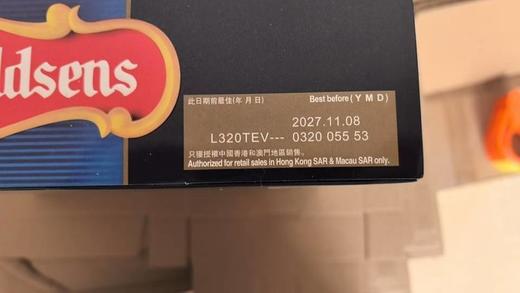 ldsens
此日期前最佳(年 月 日) Best before ( Y M D )
2027.11.08
L320TEV--- 0320 055 53
只獲授權中國香港和澳門地區銷售。
Authorized for retail sales in Hong Kong SAR & Macau SAR only.